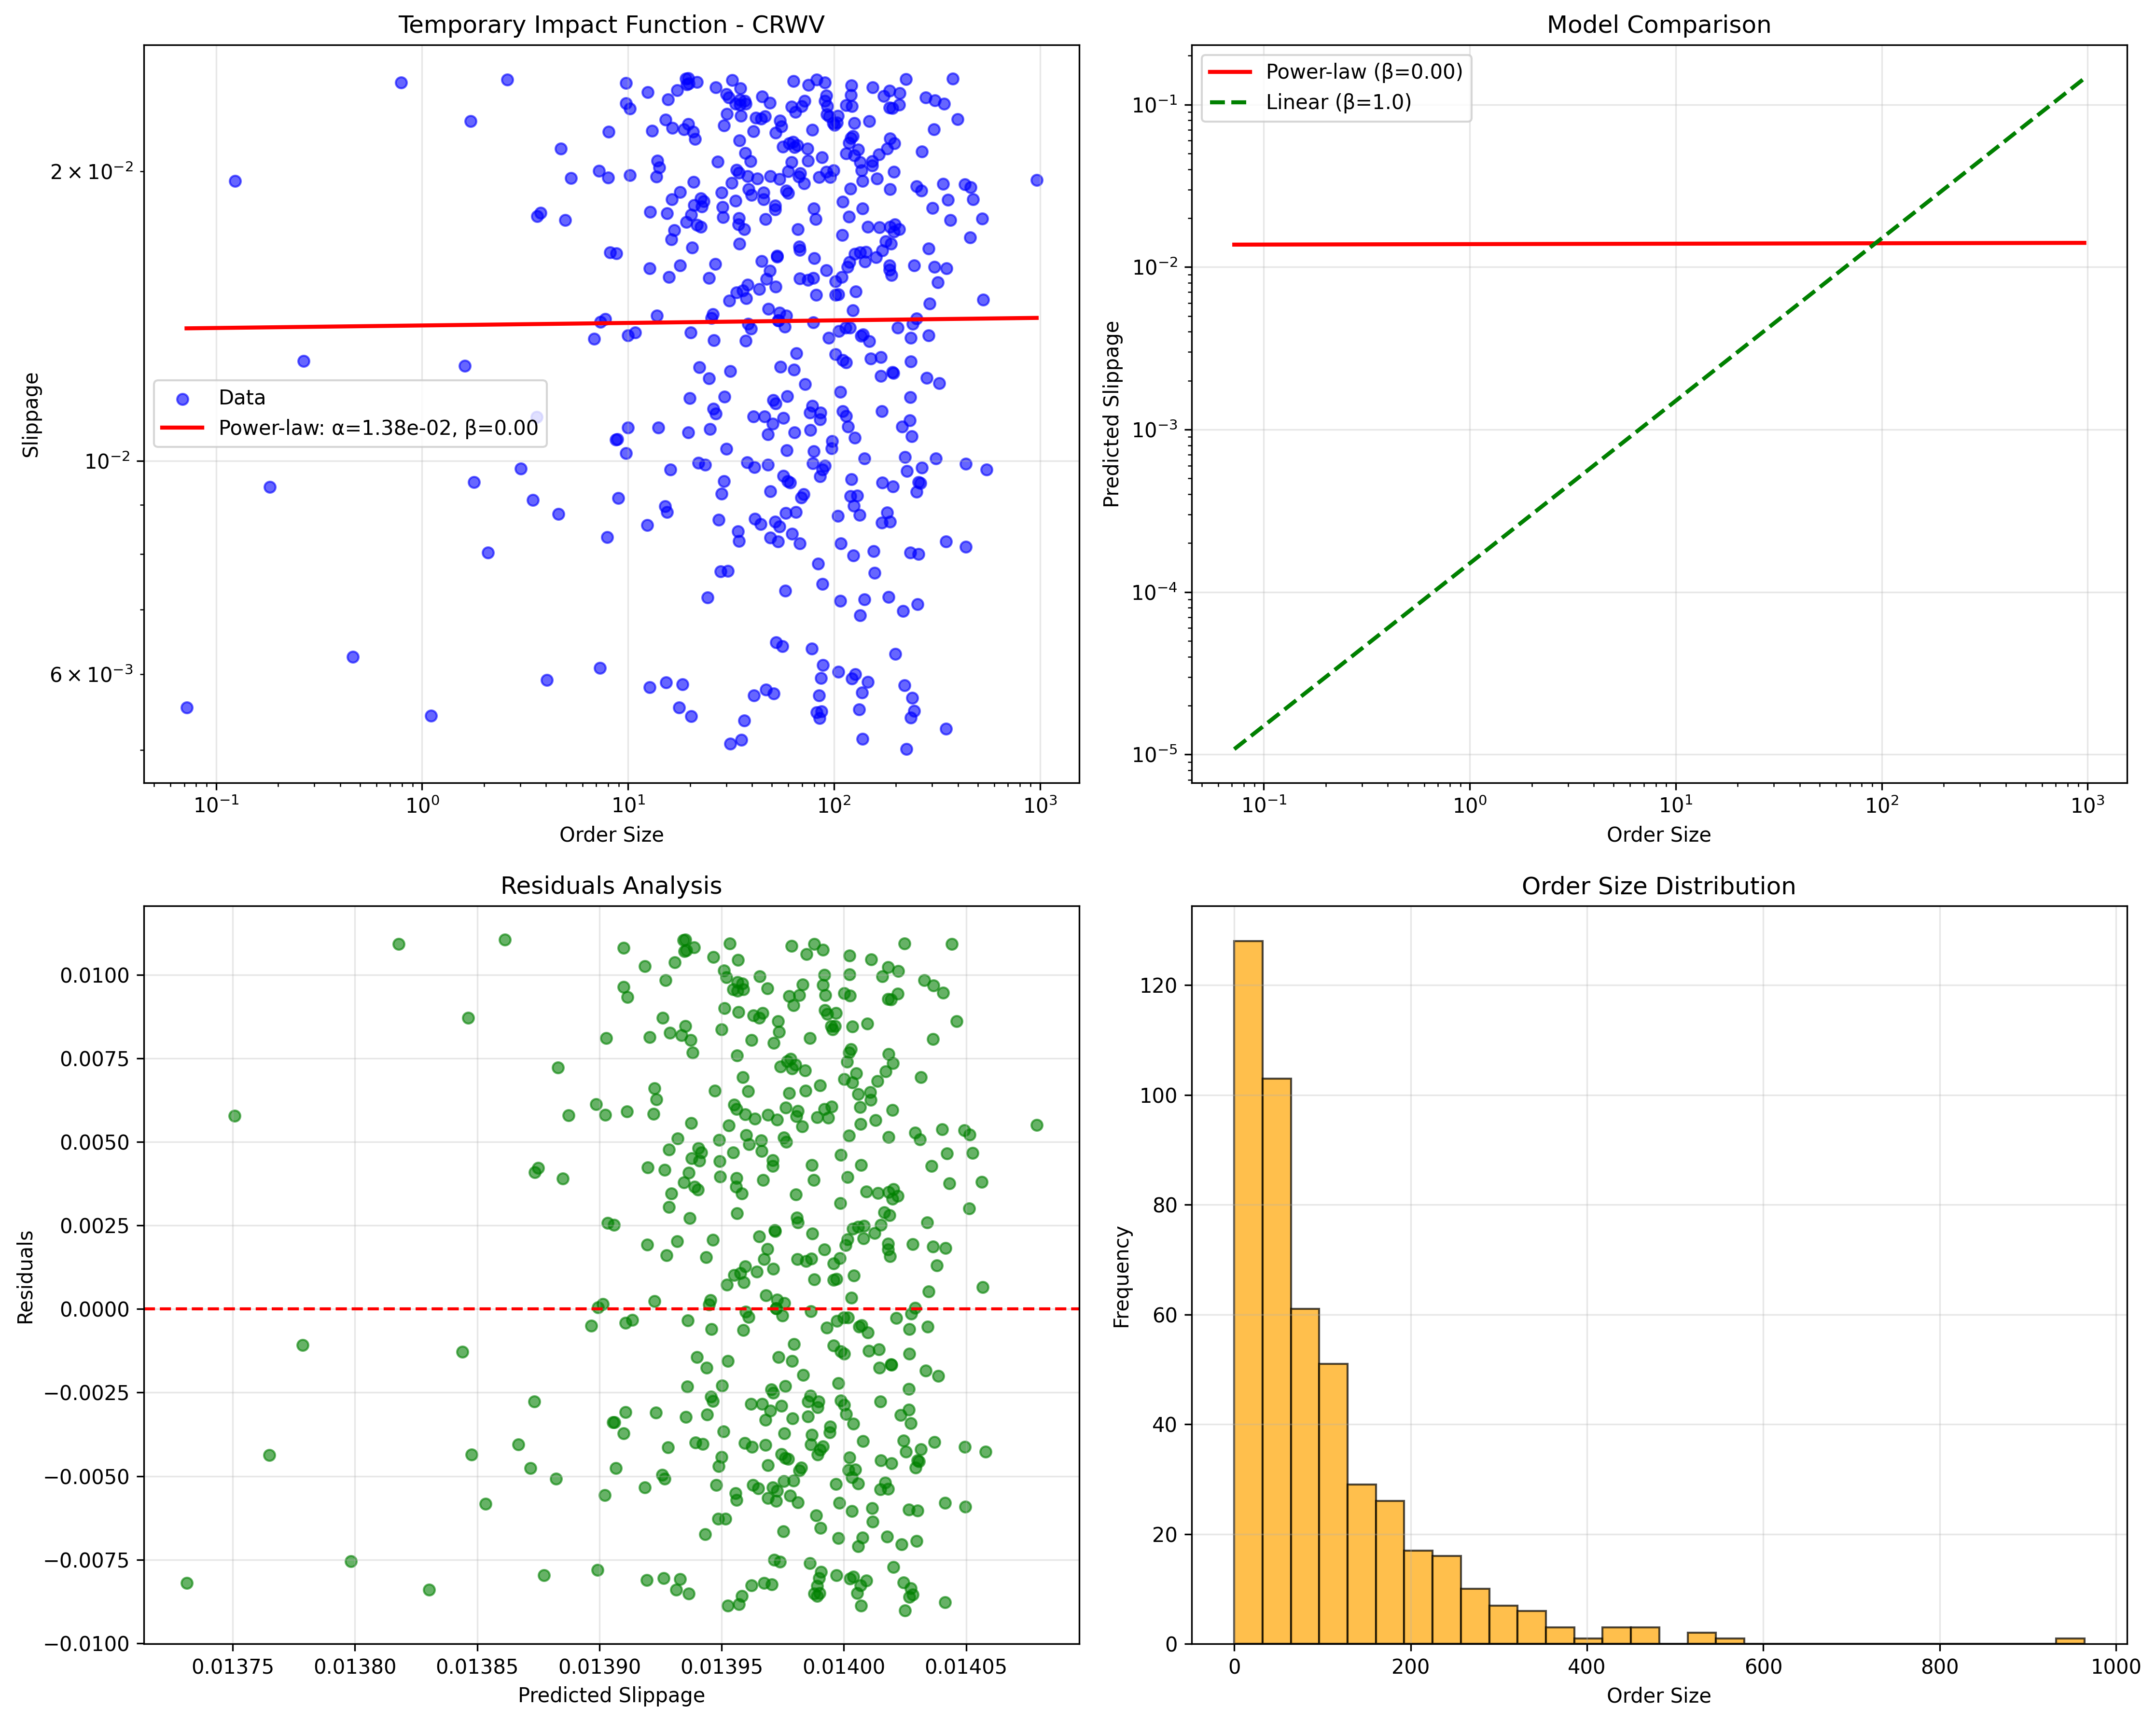 Temporary Impact Function - CRWV
Slippage
2 × 10⁻²
10⁻²
6 × 10⁻³
Data
Power-law: α=1.38e-02, β=0.00
10⁻¹ 10⁰ 10¹ 10² 10³
Order Size
Model Comparison
Predicted Slippage
10⁻¹
10⁻²
10⁻³
10⁻⁴
10⁻⁵
Power-law (β=0.00)
Linear (β=1.0)
10⁻¹ 10⁰ 10¹ 10² 10³
Order Size
Residuals Analysis
Residuals
0.0100
0.0075
0.0050
0.0025
0.0000
−0.0025
−0.0050
−0.0075
−0.0100
0.01375 0.01380 0.01385 0.01390 0.01395 0.01400 0.01405
Predicted Slippage
Order Size Distribution
Frequency
120
100
80
60
40
20
0
0 200 400 600 800 1000
Order Size